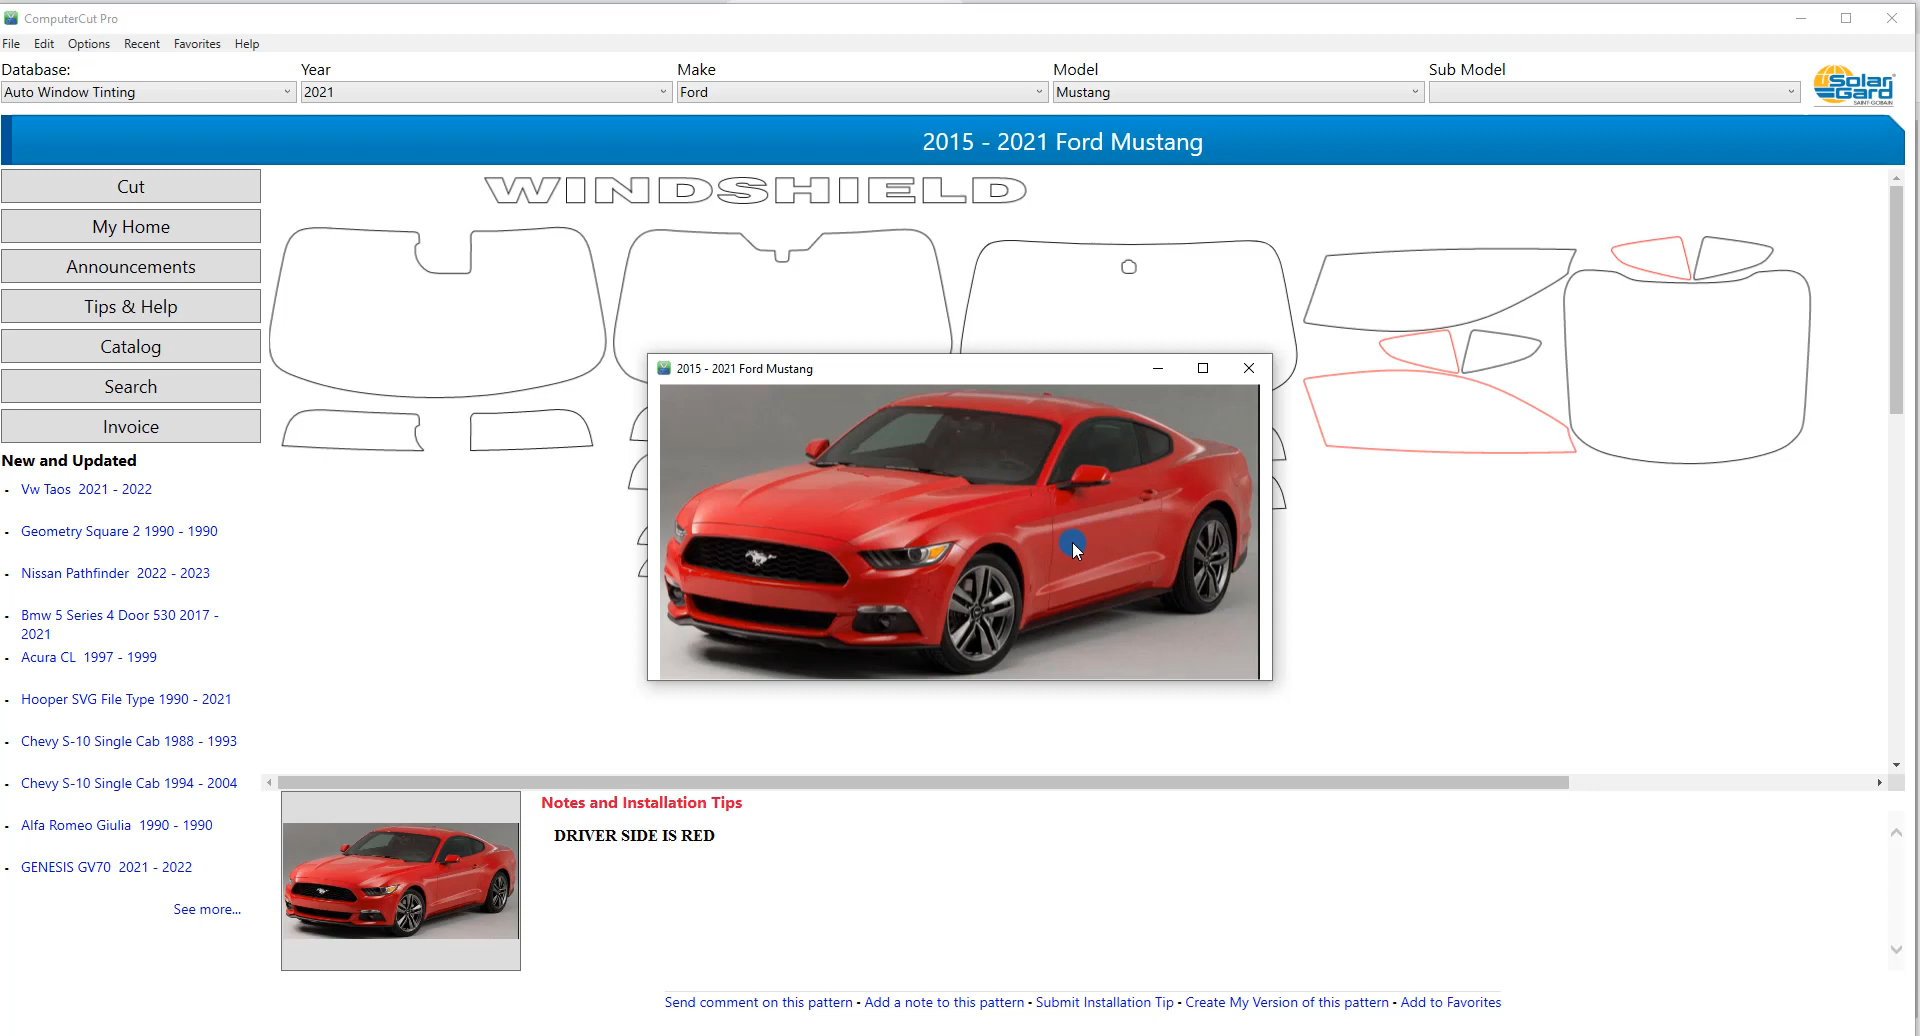 ComputerCut Pro
File Edit Options Recent Favorites Help
Database: Year Make Model Sub Model
Auto Window Tinting 2021 Ford Mustang
Solar Gard
SAINT-GOBAIN
2015 - 2021 Ford Mustang
Cut
My Home
Announcements
Tips & Help
Catalog
Search
Invoice
New and Updated
- Vw Taos 2021 - 2022
- Geometry Square 2 1990 - 1990
- Nissan Pathfinder 2022 - 2023
- Bmw 5 Series 4 Door 530 2017 -
2021
- Acura CL 1997 - 1999
- Hooper SVG File Type 1990 - 2021
- Chevy S-10 Single Cab 1988 - 1993
- Chevy S-10 Single Cab 1994 - 2004
- Alfa Romeo Giulia 1990 - 1990
- GENESIS GV70 2021 - 2022
See more...
WINDSHIELD
2015 - 2021 Ford Mustang
Notes and Installation Tips
DRIVER SIDE IS RED
Send comment on this pattern - Add a note to this pattern - Submit Installation Tip - Create My Version of this pattern - Add to Favorites